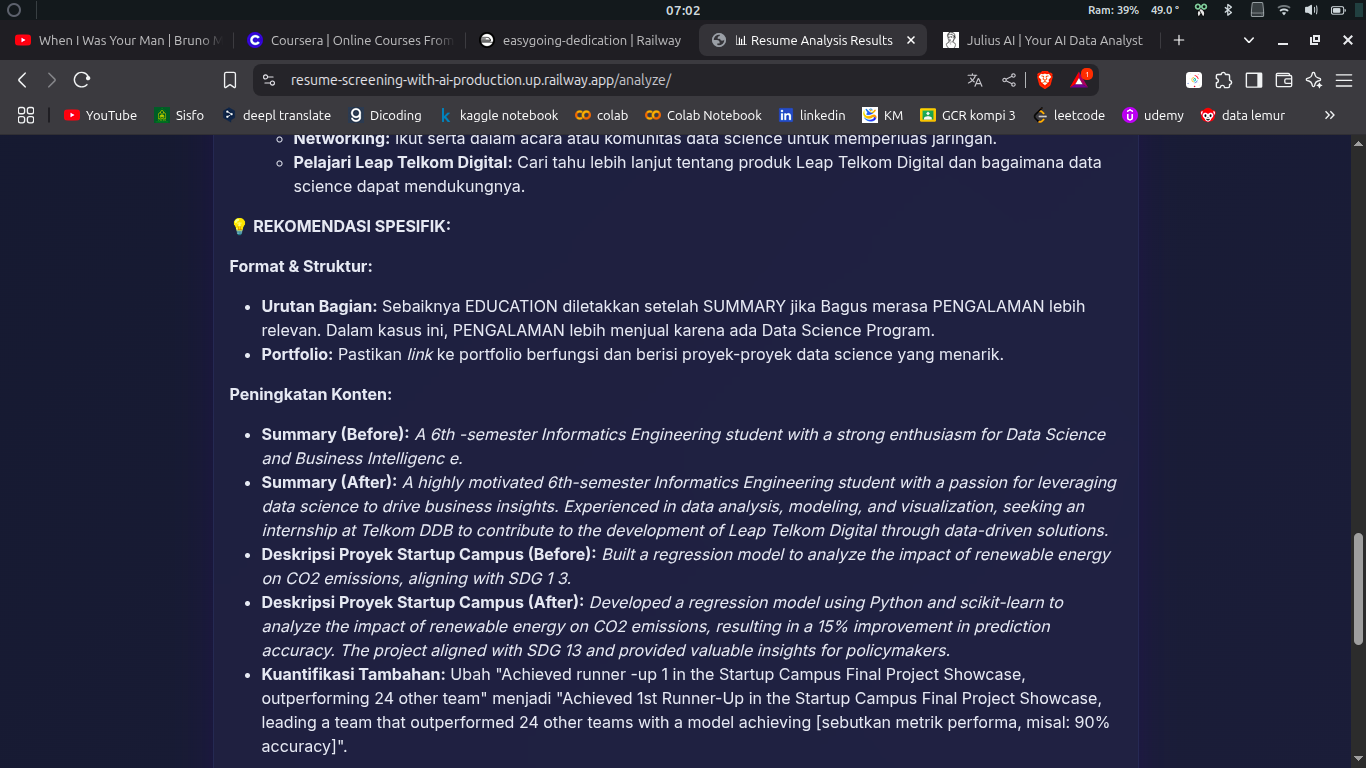 07:02
Ram: 39% 49.0 °
When I Was Your Man | Bruno M
Coursera | Online Courses From
easygoing-dedication | Railway
Resume Analysis Results
Julius AI | Your AI Data Analyst
resume-screening-with-ai-production.up.railway.app/analyze/
1
YouTube
Sisfo
deepl translate
Dicoding
kaggle notebook
colab
Colab Notebook
linkedin
KM
GCR kompi 3
leetcode
udemy
data lemur
Networking: Ikut serta dalam acara atau komunitas data science untuk memperluas jaringan.
Pelajari Leap Telkom Digital: Cari tahu lebih lanjut tentang produk Leap Telkom Digital dan bagaimana data
science dapat mendukungnya.
💡 REKOMENDASI SPESIFIK:
Format & Struktur:
• Urutan Bagian: Sebaiknya EDUCATION diletakkan setelah SUMMARY jika Bagus merasa PENGALAMAN lebih
relevan. Dalam kasus ini, PENGALAMAN lebih menjual karena ada Data Science Program.
• Portfolio: Pastikan link ke portfolio berfungsi dan berisi proyek-proyek data science yang menarik.
Peningkatan Konten:
• Summary (Before): A 6th -semester Informatics Engineering student with a strong enthusiasm for Data Science
and Business Intelligenc e.
• Summary (After): A highly motivated 6th-semester Informatics Engineering student with a passion for leveraging
data science to drive business insights. Experienced in data analysis, modeling, and visualization, seeking an
internship at Telkom DDB to contribute to the development of Leap Telkom Digital through data-driven solutions.
• Deskripsi Proyek Startup Campus (Before): Built a regression model to analyze the impact of renewable energy
on CO2 emissions, aligning with SDG 1 3.
• Deskripsi Proyek Startup Campus (After): Developed a regression model using Python and scikit-learn to
analyze the impact of renewable energy on CO2 emissions, resulting in a 15% improvement in prediction
accuracy. The project aligned with SDG 13 and provided valuable insights for policymakers.
• Kuantifikasi Tambahan: Ubah "Achieved runner -up 1 in the Startup Campus Final Project Showcase,
outperforming 24 other team" menjadi "Achieved 1st Runner-Up in the Startup Campus Final Project Showcase,
leading a team that outperformed 24 other teams with a model achieving [sebutkan metrik performa, misal: 90%
accuracy]".